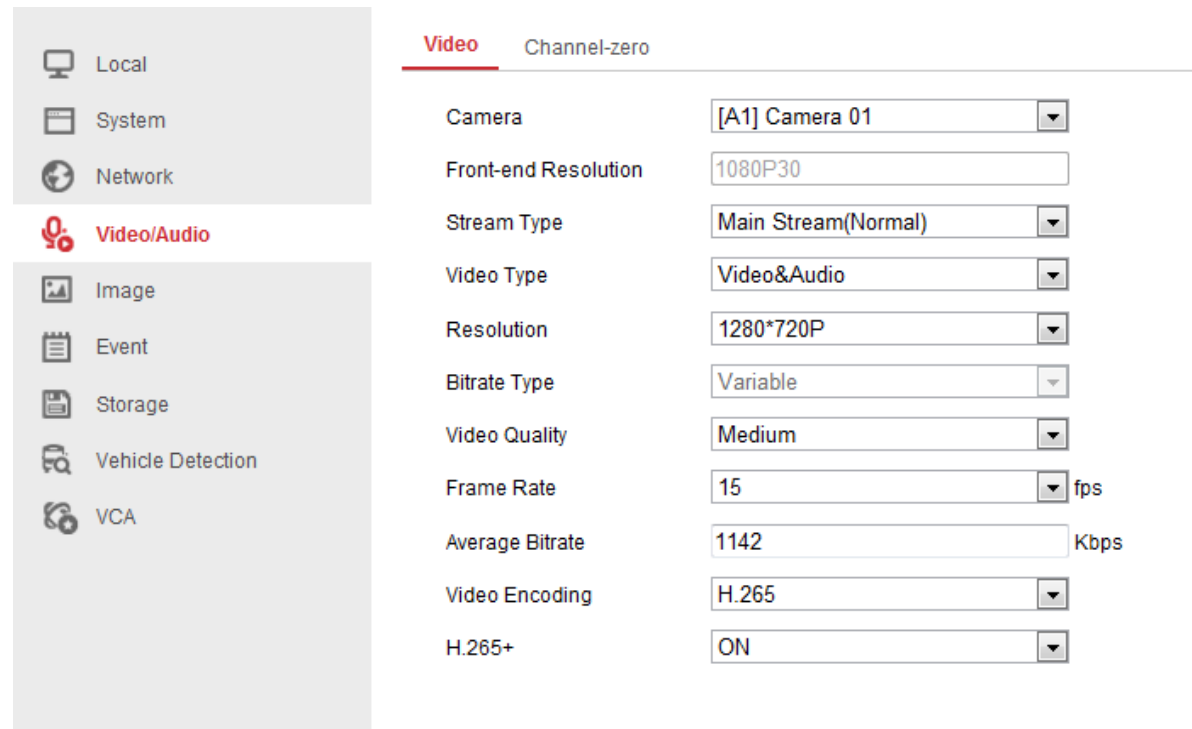 Local
System
Network
Video/Audio
Image
Event
Storage
Vehicle Detection
VCA
Video Channel-zero
Camera [A1] Camera 01
Front-end Resolution 1080P30
Stream Type Main Stream(Normal)
Video Type Video&Audio
Resolution 1280*720P
Bitrate Type Variable
Video Quality Medium
Frame Rate 15 fps
Average Bitrate 1142 Kbps
Video Encoding H.265
H.265+ ON